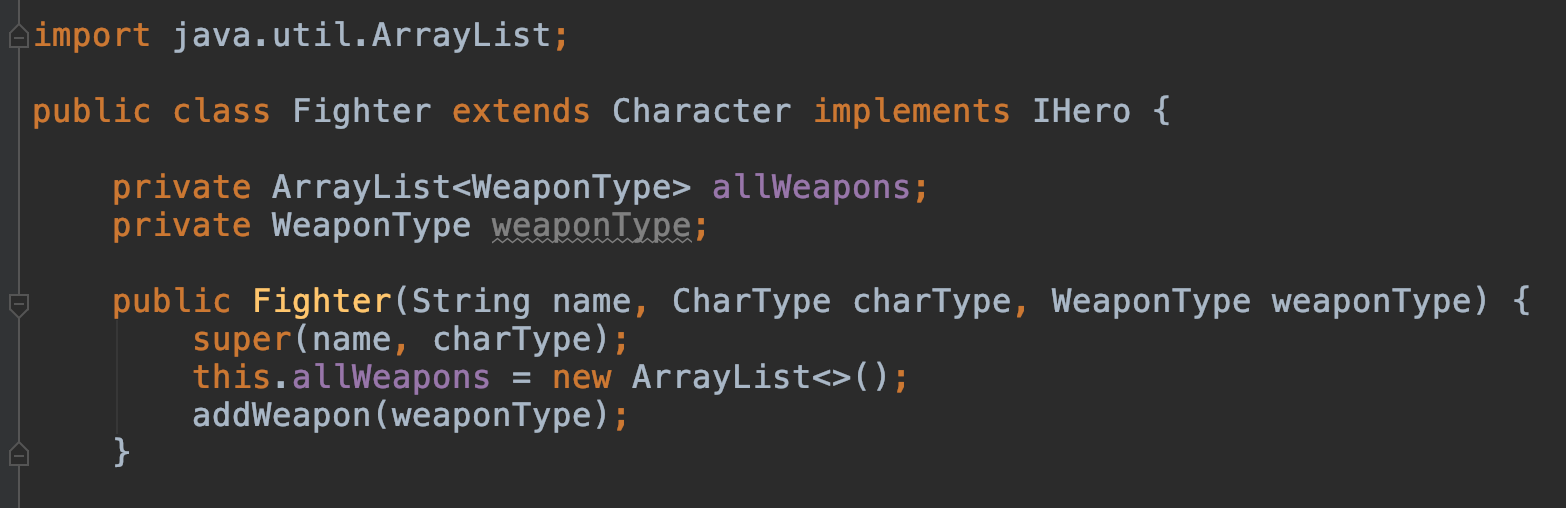 import java.util.ArrayList;
public class Fighter extends Character implements IHero {
private ArrayList<WeaponType> allWeapons;
private WeaponType weaponType;
public Fighter(String name, CharType charType, WeaponType weaponType) {
super(name, charType);
this.allWeapons = new ArrayList<>();
addWeapon(weaponType);
}